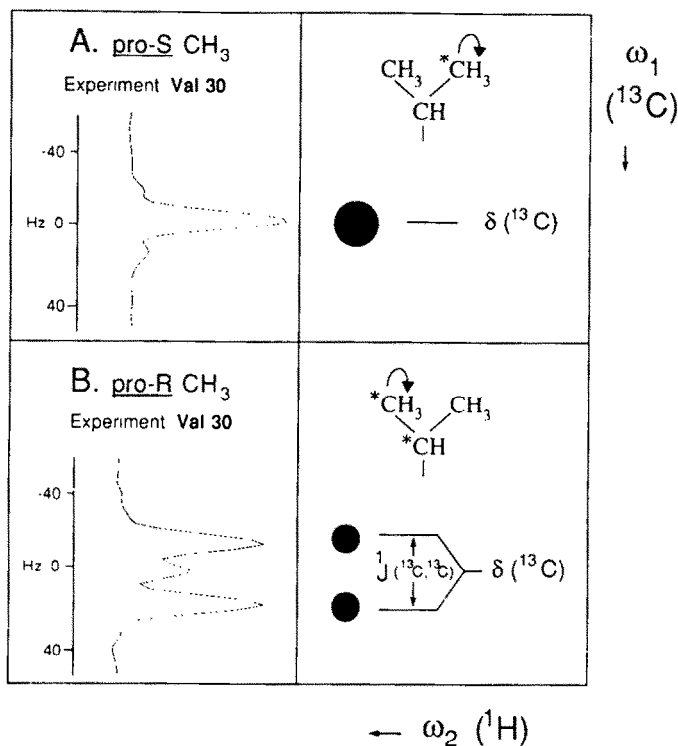 A. pro-S CH₃
Experiment Val 30
-40
Hz 0
40
CH₃ *CH₃
CH
δ (¹³C)
ω₁
(¹³C)
↓
B. pro-R CH₃
Experiment Val 30
-40
Hz 0
40
*CH₃ CH₃
*CH
¹J (¹³C,¹³C)
δ (¹³C)
← ω₂ (¹H)